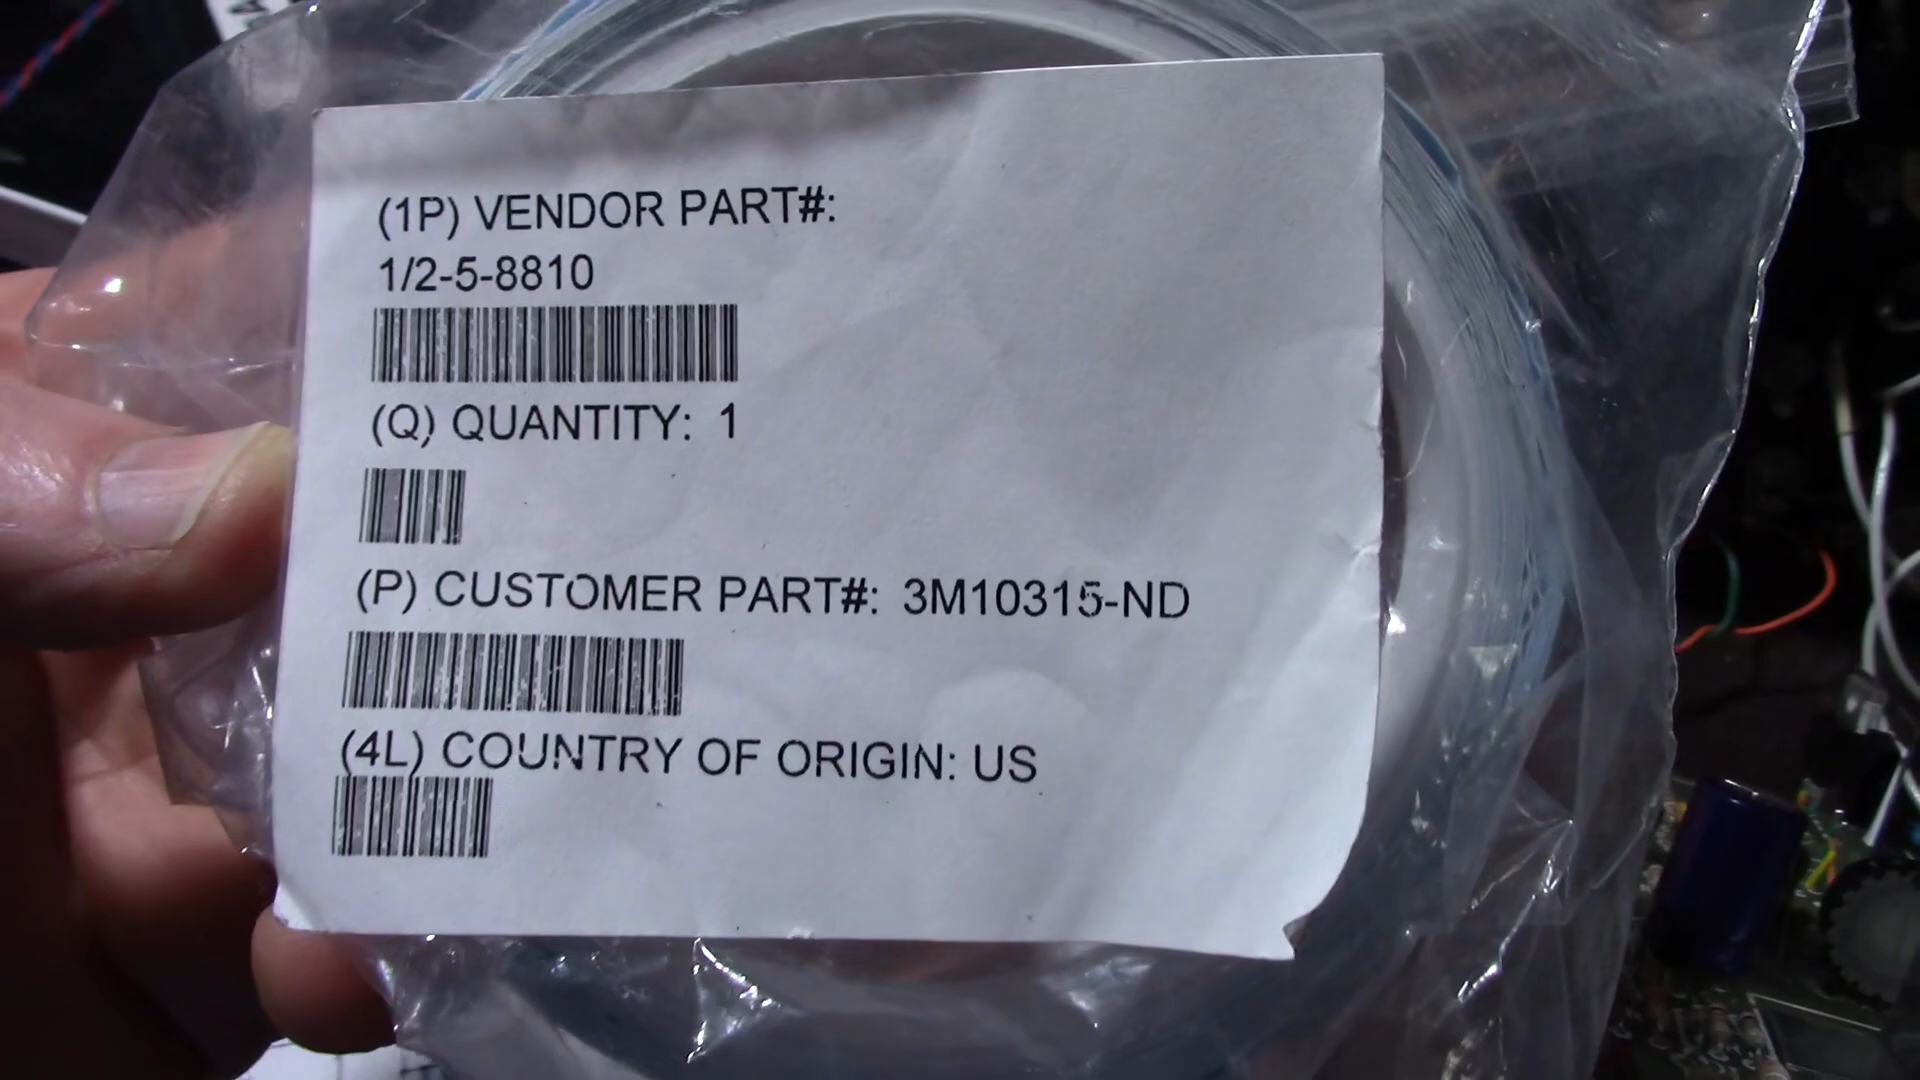 (1P) VENDOR PART#:
1/2-5-8810
(Q) QUANTITY: 1
(P) CUSTOMER PART#: 3M10315-ND
(4L) COUNTRY OF ORIGIN: US